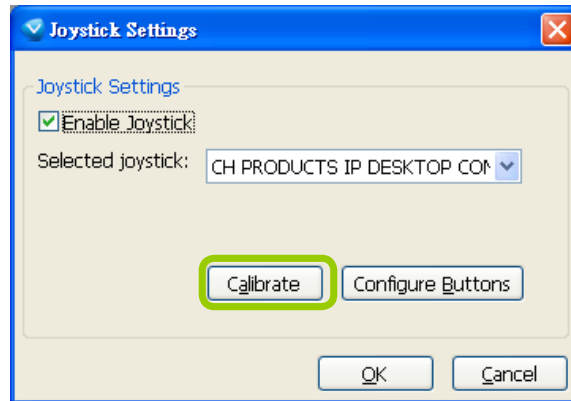 Joystick Settings
Joystick Settings
Enable Joystick
Selected joystick: CH PRODUCTS IP DESKTOP CON
Calibrate Configure Buttons
OK Cancel